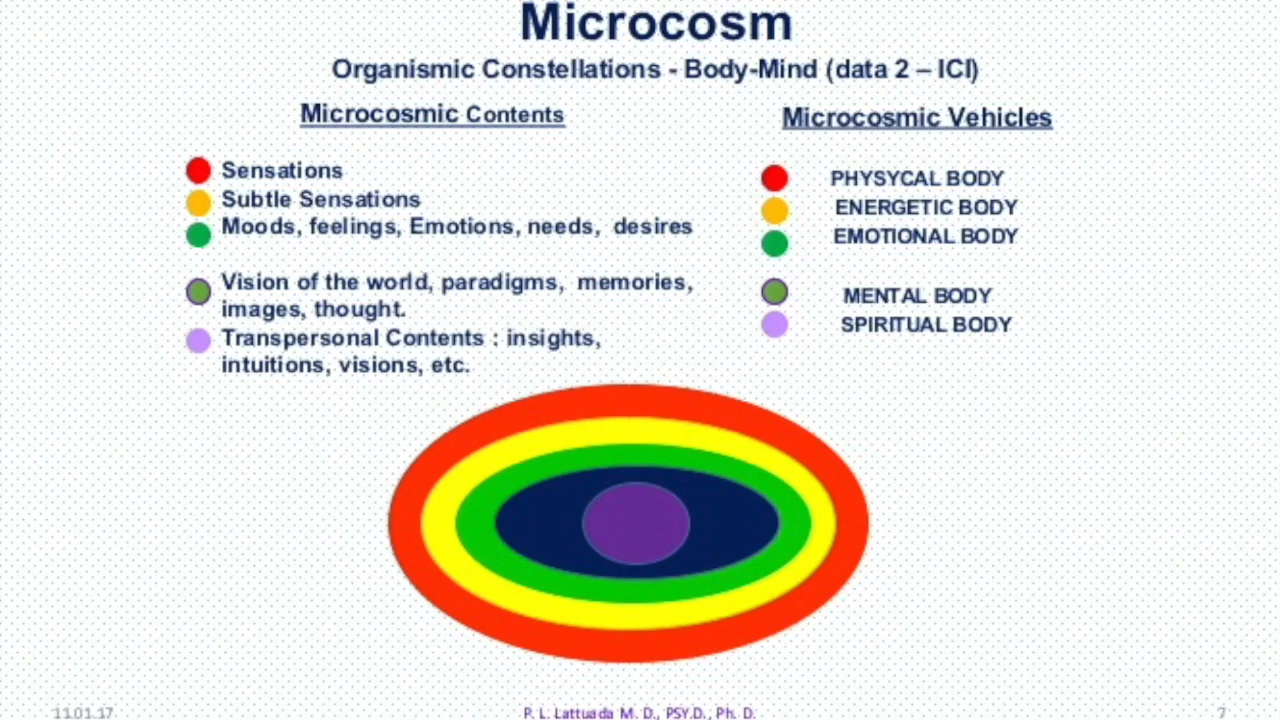 Microcosm
Organismic Constellations - Body-Mind (data 2 – ICI)
Microcosmic Contents
Sensations
Subtle Sensations
Moods, feelings, Emotions, needs, desires
Vision of the world, paradigms, memories,
images, thought.
Transpersonal Contents : insights,
intuitions, visions, etc.
Microcosmic Vehicles
PHYSYCAL BODY
ENERGETIC BODY
EMOTIONAL BODY
MENTAL BODY
SPIRITUAL BODY
11.01.17
P. L. Lattuada M. D., PSY.D., Ph. D.
7